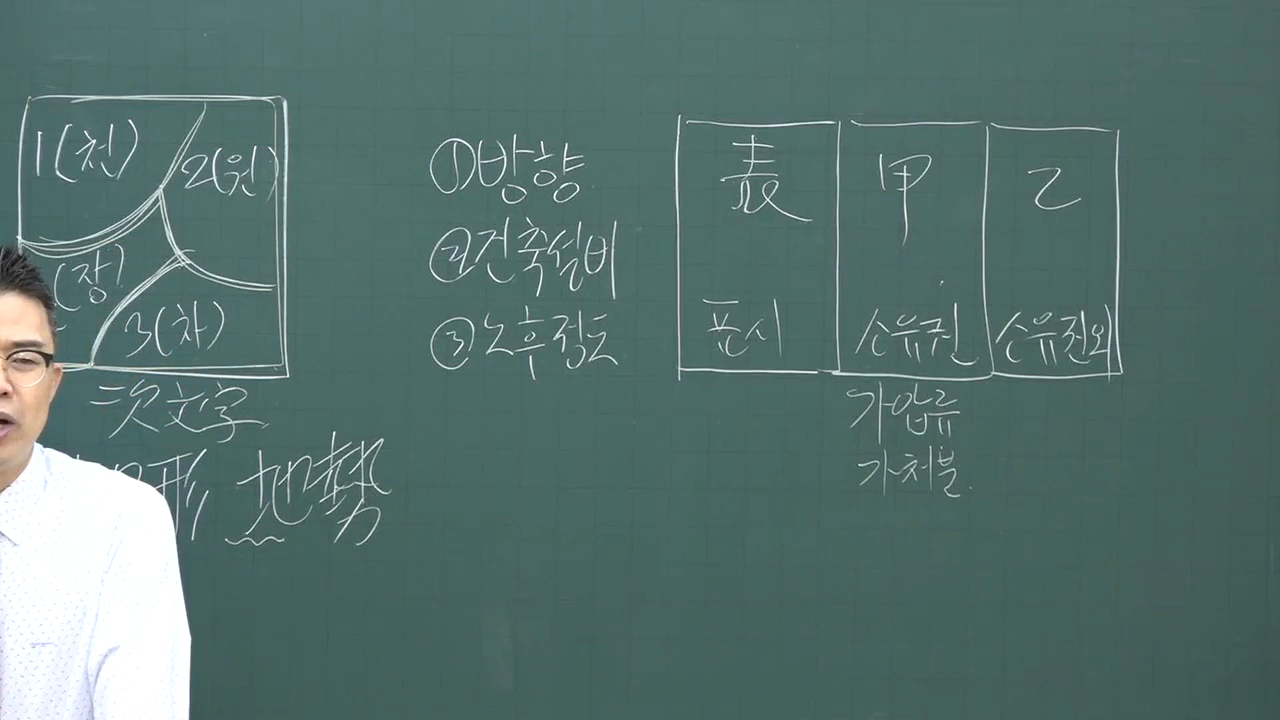 1(천)
2(원)
(장)
3(차)
二次文字
形 地勢
①방향
②건축설비
③노후정도
表 甲 乙
표시 소유권 소유권외
가압류
가처분.